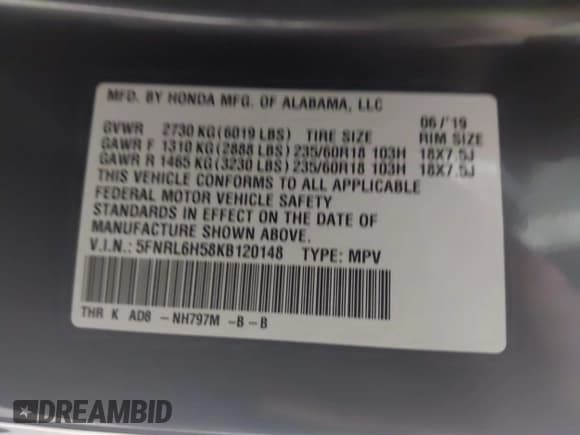 MFD. BY HONDA MFG. OF ALABAMA, LLC
06/'19
GVWR 2730 KG(6019 LBS) TIRE SIZE RIM SIZE
GAWR F 1310 KG(2888 LBS) 235/60R18 103H 18X7.5J
GAWR R 1465 KG(3230 LBS) 235/60R18 103H 18X7.5J
THIS VEHICLE CONFORMS TO ALL APPLICABLE
FEDERAL MOTOR VEHICLE SAFETY
STANDARDS IN EFFECT ON THE DATE OF
MANUFACTURE SHOWN ABOVE.
V.I.N.: 5FNRL6H58KB120148 TYPE: MPV
THR K AD8 - NH797M -B-B
DREAMBID